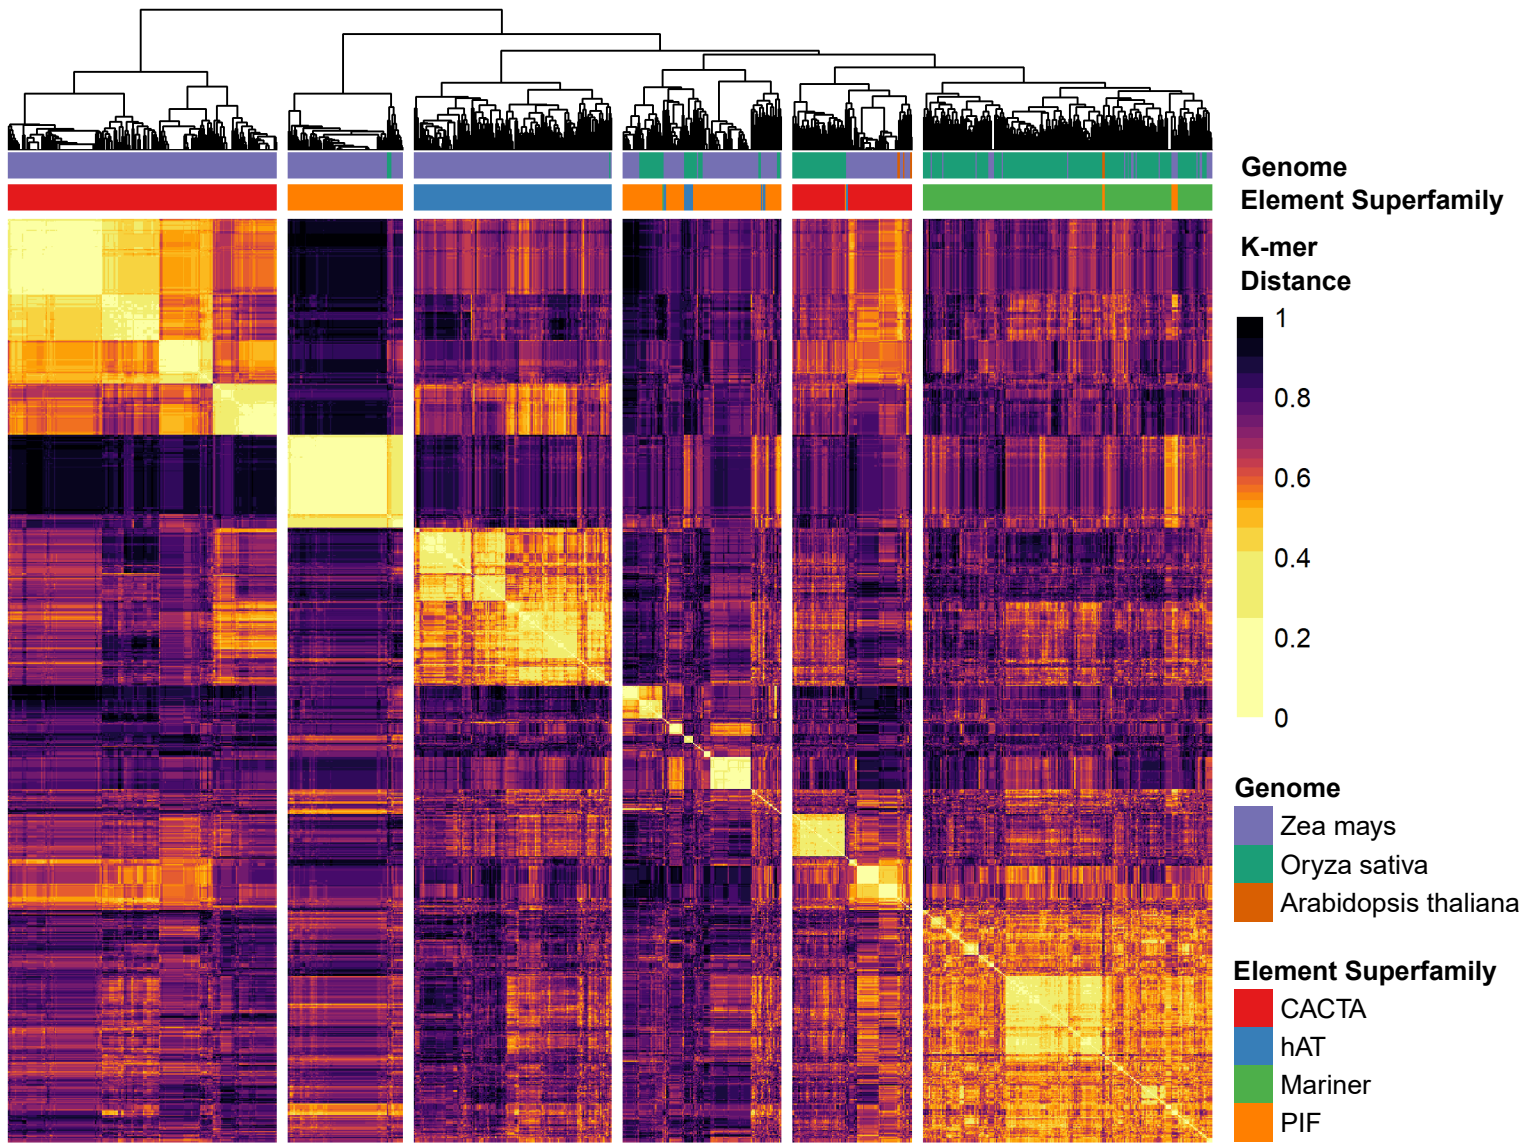 Genome
Element Superfamily
K-mer
Distance
1
0.8
0.6
0.4
0.2
0
Genome
Zea mays
Oryza sativa
Arabidopsis thaliana
Element Superfamily
CACTA
hAT
Mariner
PIF